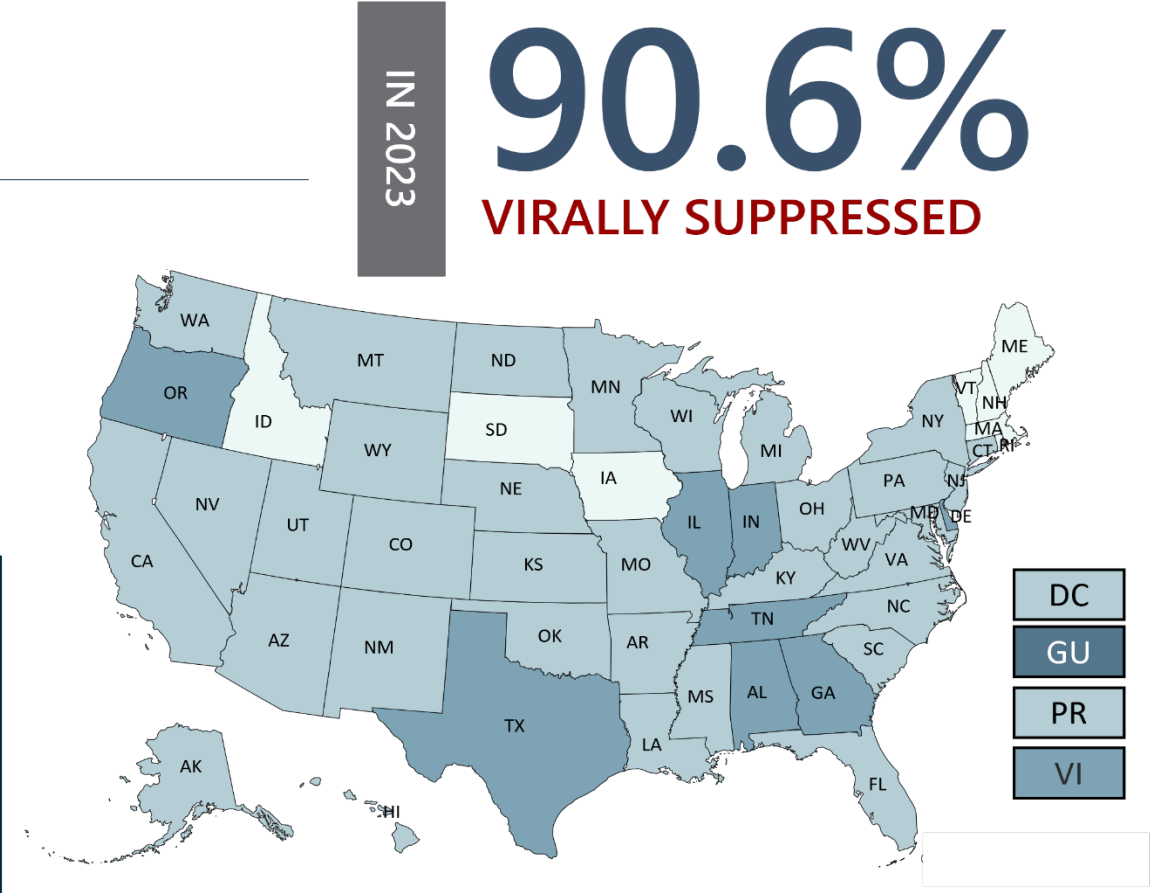 IN 2023
90.6%
VIRALLY SUPPRESSED
WA
MT
ND
MN
ME
OR
ID
SD
WI
VT
NH
NY
MA
WY
MI
CT
RI
IA
NE
PA
NJ
NV
UT
CO
IL
IN
OH
MD
DE
CA
KS
MO
WV
VA
KY
DC
AZ
NM
OK
AR
TN
NC
SC
GU
MS
AL
GA
TX
LA
PR
AK
HI
FL
VI